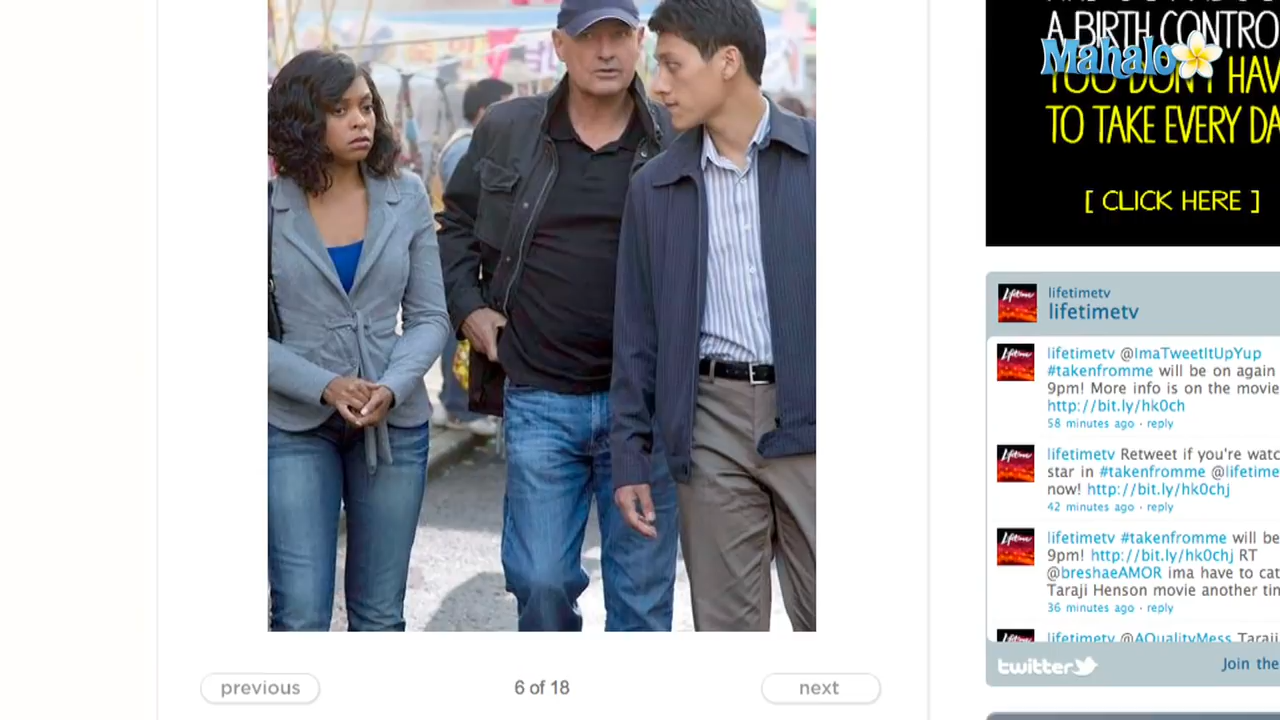 A BIRTH CONTRO
Mahalo
YOU DON'T HAV
TO TAKE EVERY DA
[ CLICK HERE ]
lifetimetv
lifetimetv
lifetimetv @ImaTweetItUpYup
#takenfromme will be on again
9pm! More info is on the movie
http://bit.ly/hk0ch
58 minutes ago · reply
lifetimetv Retweet if you're watc
star in #takenfromme @lifetime
now! http://bit.ly/hk0chj
42 minutes ago · reply
lifetimetv #takenfromme will be
9pm! http://bit.ly/hk0chj RT
@breshaeAMOR ima have to cat
Taraji Henson movie another tin
36 minutes ago · reply
lifetimetv @AQualityMess Taraji
twitter
Join the
previous
6 of 18
next